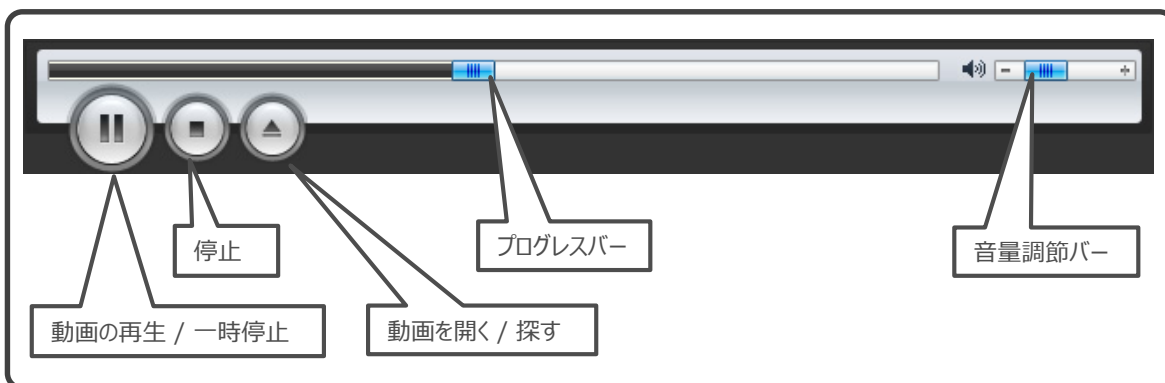 停止
プログレスバー
音量調節バー
動画の再生 / 一時停止
動画を開く / 探す